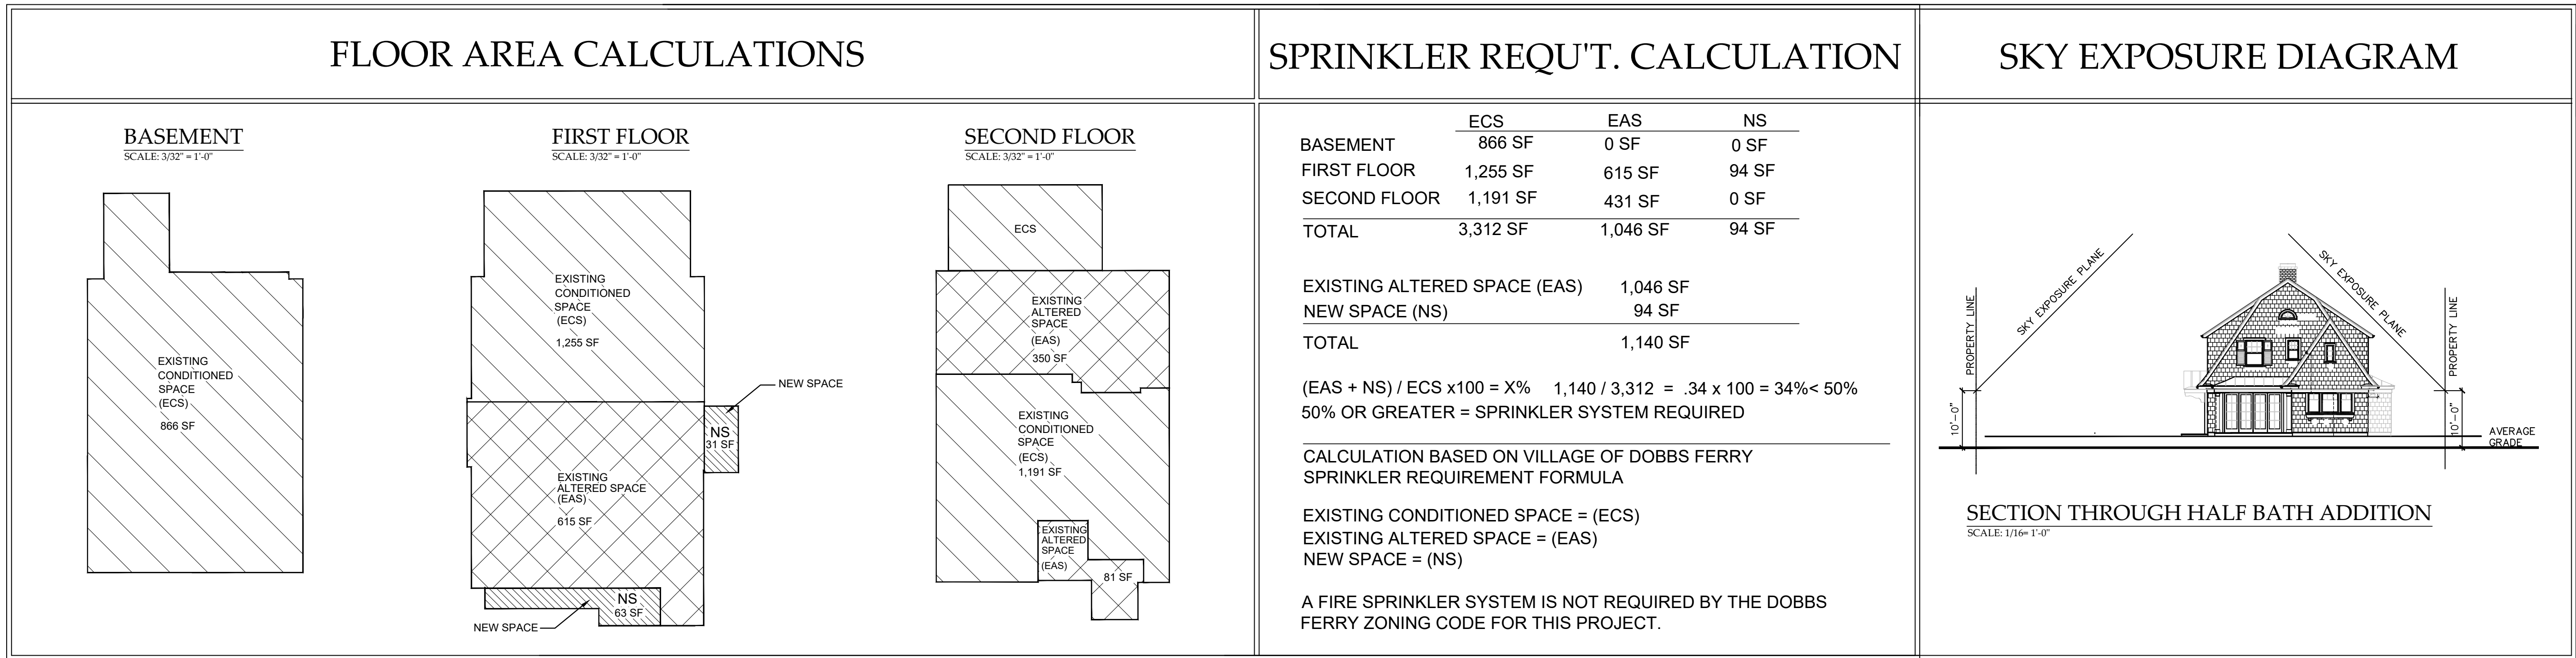 FLOOR AREA CALCULATIONS
BASEMENT
SCALE: 3/32" = 1'-0"
EXISTING
CONDITIONED
SPACE
(ECS)
866 SF
FIRST FLOOR
SCALE: 3/32" = 1'-0"
EXISTING
CONDITIONED
SPACE
(ECS)
1,255 SF
NEW SPACE
NS
31 SF
EXISTING
ALTERED SPACE
(EAS)
615 SF
NS
63 SF
NEW SPACE
SECOND FLOOR
SCALE: 3/32" = 1'-0"
ECS
EXISTING
ALTERED
SPACE
(EAS)
350 SF
EXISTING
CONDITIONED
SPACE
(ECS)
1,191 SF
EXISTING
ALTERED
SPACE
(EAS)
81 SF
SPRINKLER REQU'T. CALCULATION
ECS EAS NS
BASEMENT 866 SF 0 SF 0 SF
FIRST FLOOR 1,255 SF 615 SF 94 SF
SECOND FLOOR 1,191 SF 431 SF 0 SF
TOTAL 3,312 SF 1,046 SF 94 SF
EXISTING ALTERED SPACE (EAS) 1,046 SF
NEW SPACE (NS) 94 SF
TOTAL 1,140 SF
(EAS + NS) / ECS x100 = X% 1,140 / 3,312 = .34 x 100 = 34%< 50%
50% OR GREATER = SPRINKLER SYSTEM REQUIRED
CALCULATION BASED ON VILLAGE OF DOBBS FERRY
SPRINKLER REQUIREMENT FORMULA
EXISTING CONDITIONED SPACE = (ECS)
EXISTING ALTERED SPACE = (EAS)
NEW SPACE = (NS)
A FIRE SPRINKLER SYSTEM IS NOT REQUIRED BY THE DOBBS
FERRY ZONING CODE FOR THIS PROJECT.
SKY EXPOSURE DIAGRAM
PROPERTY LINE
SKY EXPOSURE PLANE
SKY EXPOSURE PLANE
PROPERTY LINE
10'-0"
10'-0"
AVERAGE
GRADE
SECTION THROUGH HALF BATH ADDITION
SCALE: 1/16= 1'-0"